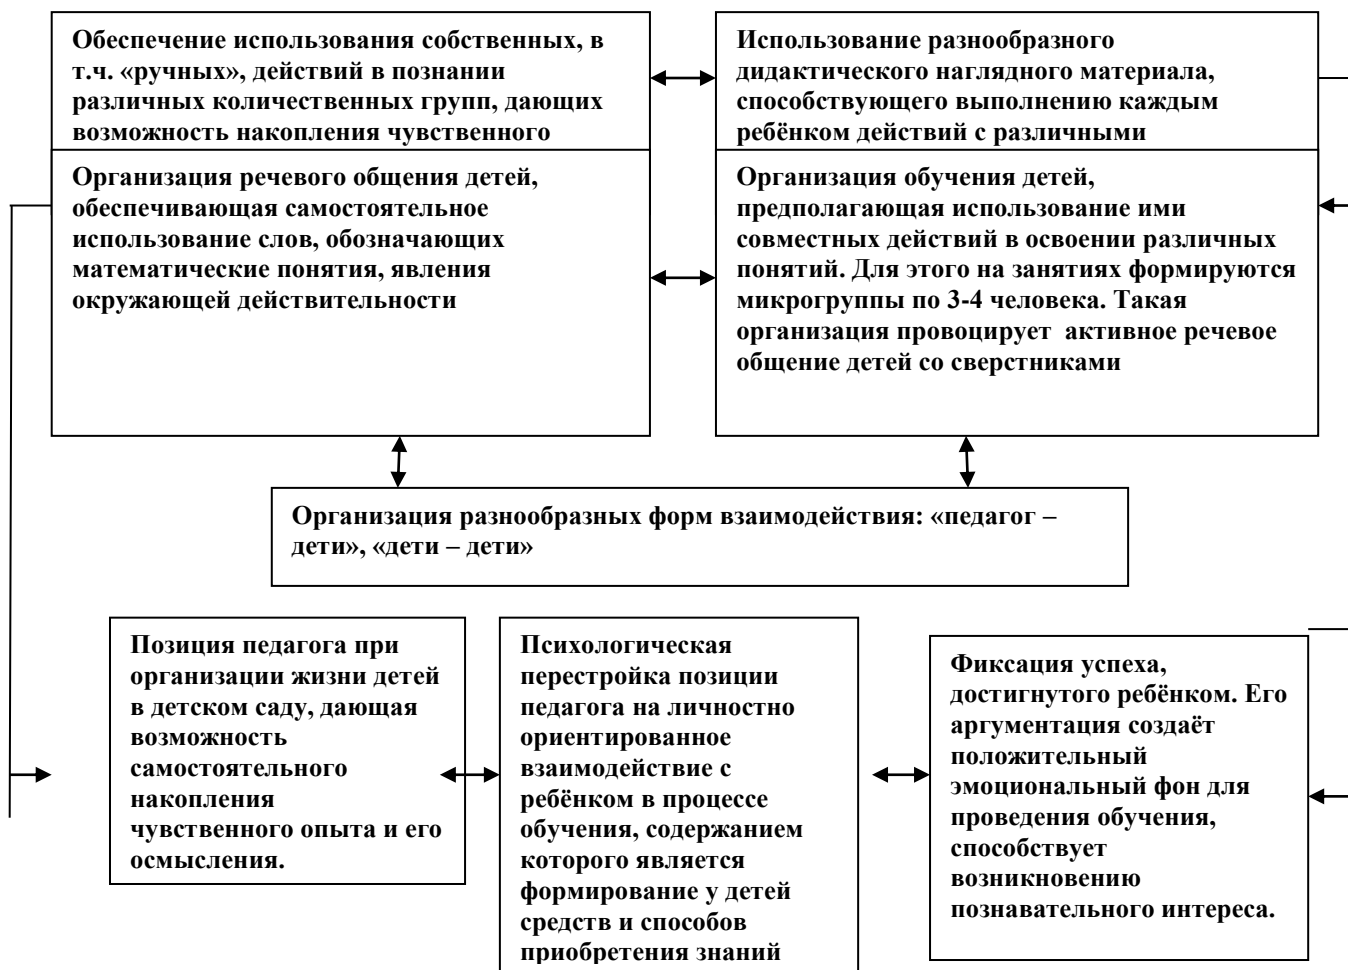 Обеспечение использования собственных, в
т.ч. «ручных», действий в познании
различных количественных групп, дающих
возможность накопления чувственного
Использование разнообразного
дидактического наглядного материала,
способствующего выполнению каждым
ребёнком действий с различными
Организация речевого общения детей,
обеспечивающая самостоятельное
использование слов, обозначающих
математические понятия, явления
окружающей действительности
Организация обучения детей,
предполагающая использование ими
совместных действий в освоении различных
понятий. Для этого на занятиях формируются
микрогруппы по 3-4 человека. Такая
организация провоцирует активное речевое
общение детей со сверстниками
Организация разнообразных форм взаимодействия: «педагог –
дети», «дети – дети»
Позиция педагога при
организации жизни детей
в детском саду, дающая
возможность
самостоятельного
накопления
чувственного опыта и его
осмысления.
Психологическая
перестройка позиции
педагога на личностно
ориентированное
взаимодействие с
ребёнком в процессе
обучения, содержанием
которого является
формирование у детей
средств и способов
приобретения знаний
Фиксация успеха,
достигнутого ребёнком. Его
аргументация создаёт
положительный
эмоциональный фон для
проведения обучения,
способствует
возникновению
познавательного интереса.